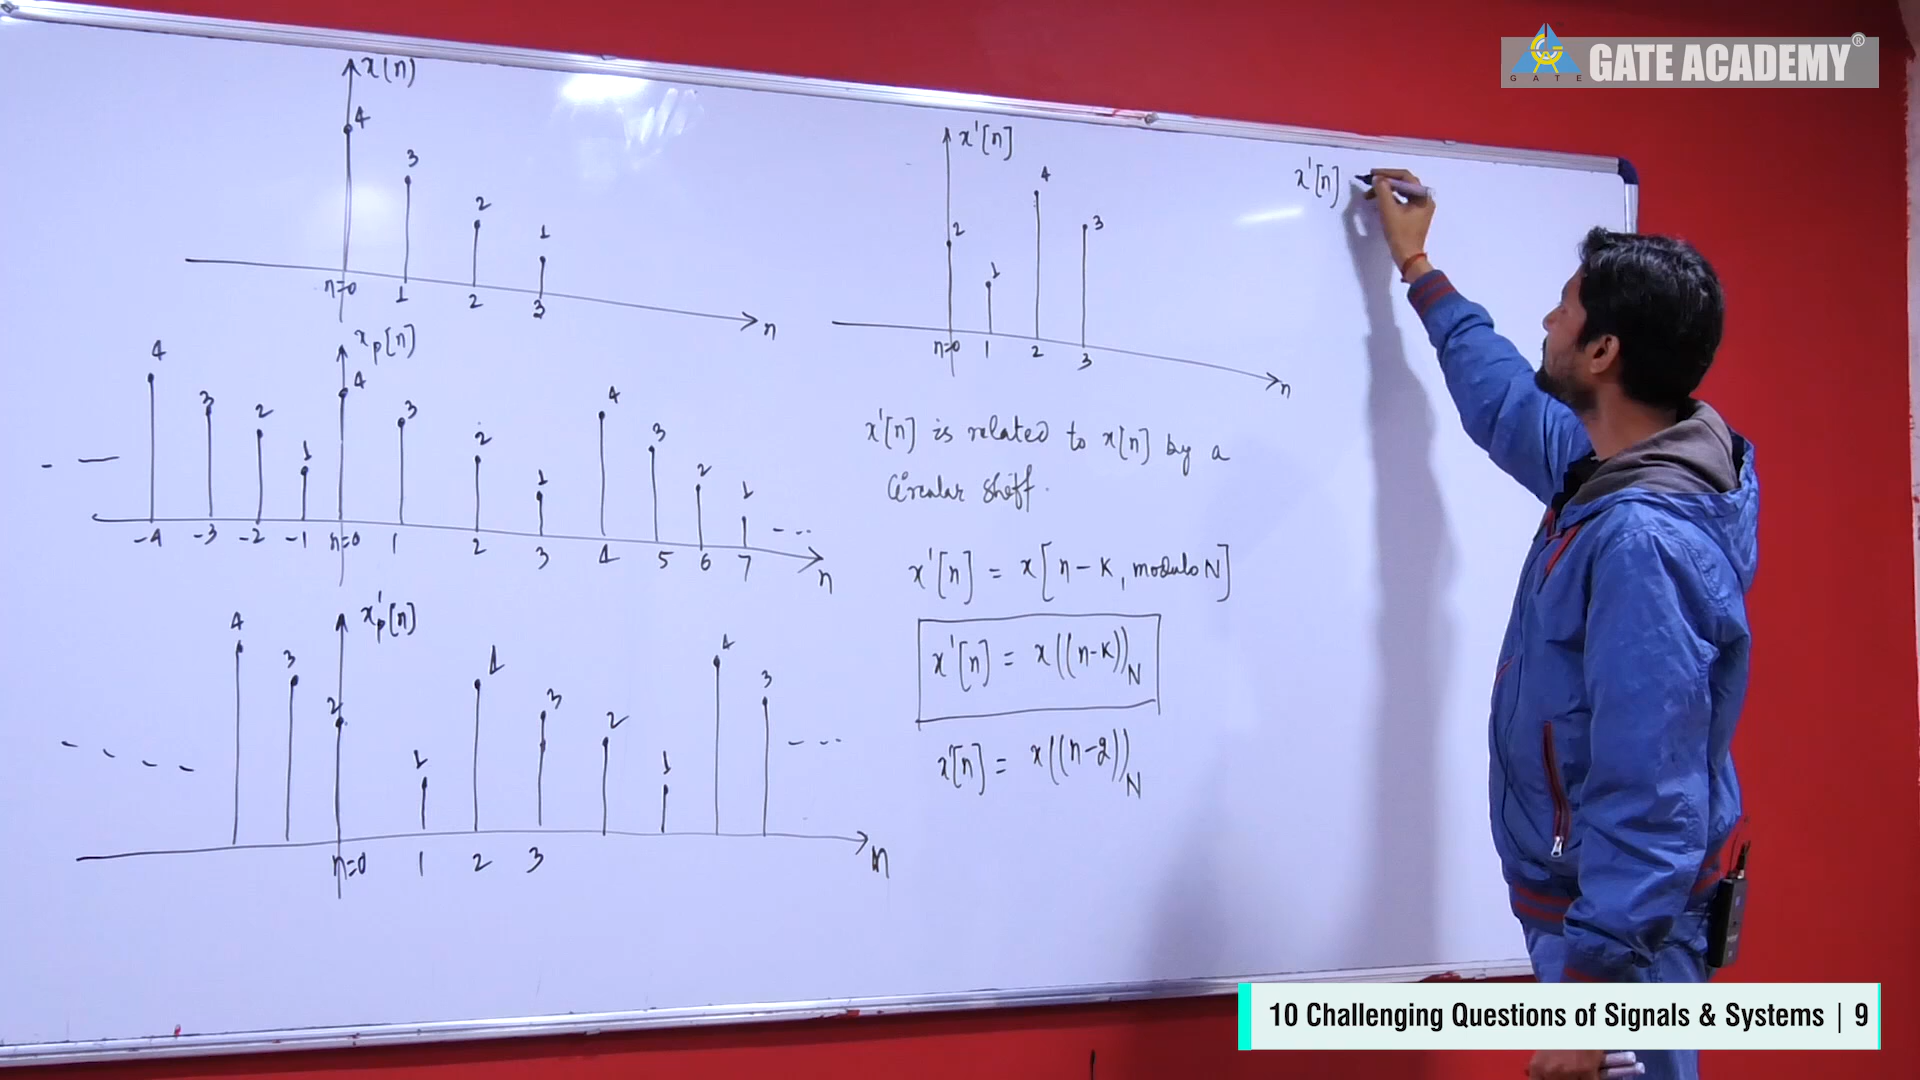 GATE
GATE ACADEMY®
x(n)
4
3
2
1
n=0 1 2 3
n
xp[n]
4 3 2 1 4 3 2 1 4 3 2 1
-4 -3 -2 -1 n=0 1 2 3 4 5 6 7
n
x'p[n]
4 3 2 1 4 3 2 1 4 3
n=0 1 2 3
n
x'[n]
2 1 4 3
n=0 1 2 3
n
x'[n] is related to x[n] by a
Circular shift.
x'[n] = x[n-K, modulo N]
x'[n] = x((n-K))N
x'[n] = x((n-2))N
x'[n]
10 Challenging Questions of Signals & Systems | 9